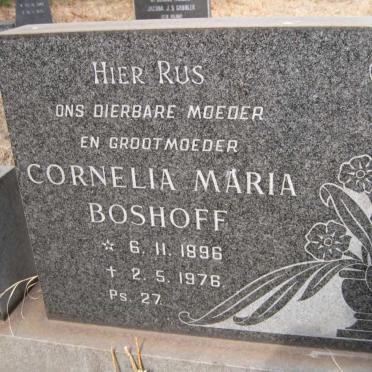 HIER RUS
ONS DIERBARE MOEDER
EN GROOTMOEDER
CORNELIA MARIA
BOSHOFF
* 6. 11. 1896
† 2. 5. 1976.
Ps. 27.